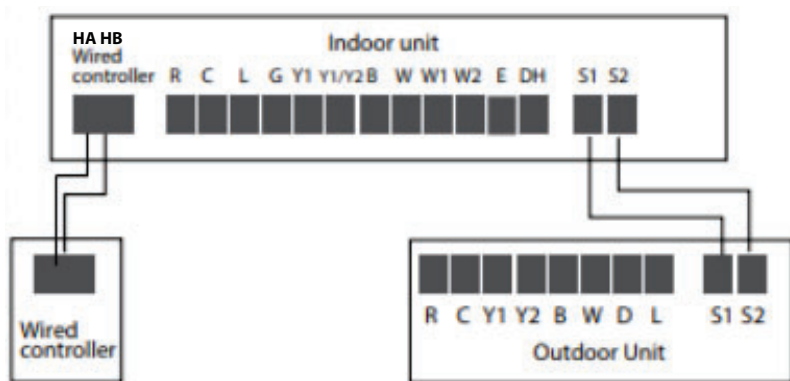 HA HB
Indoor unit
Wired
controller R C L G Y1 Y1/Y2 B W W1 W2 E DH S1 S2
R C Y1 Y2 B W D L S1 S2
Wired
controller
Outdoor Unit